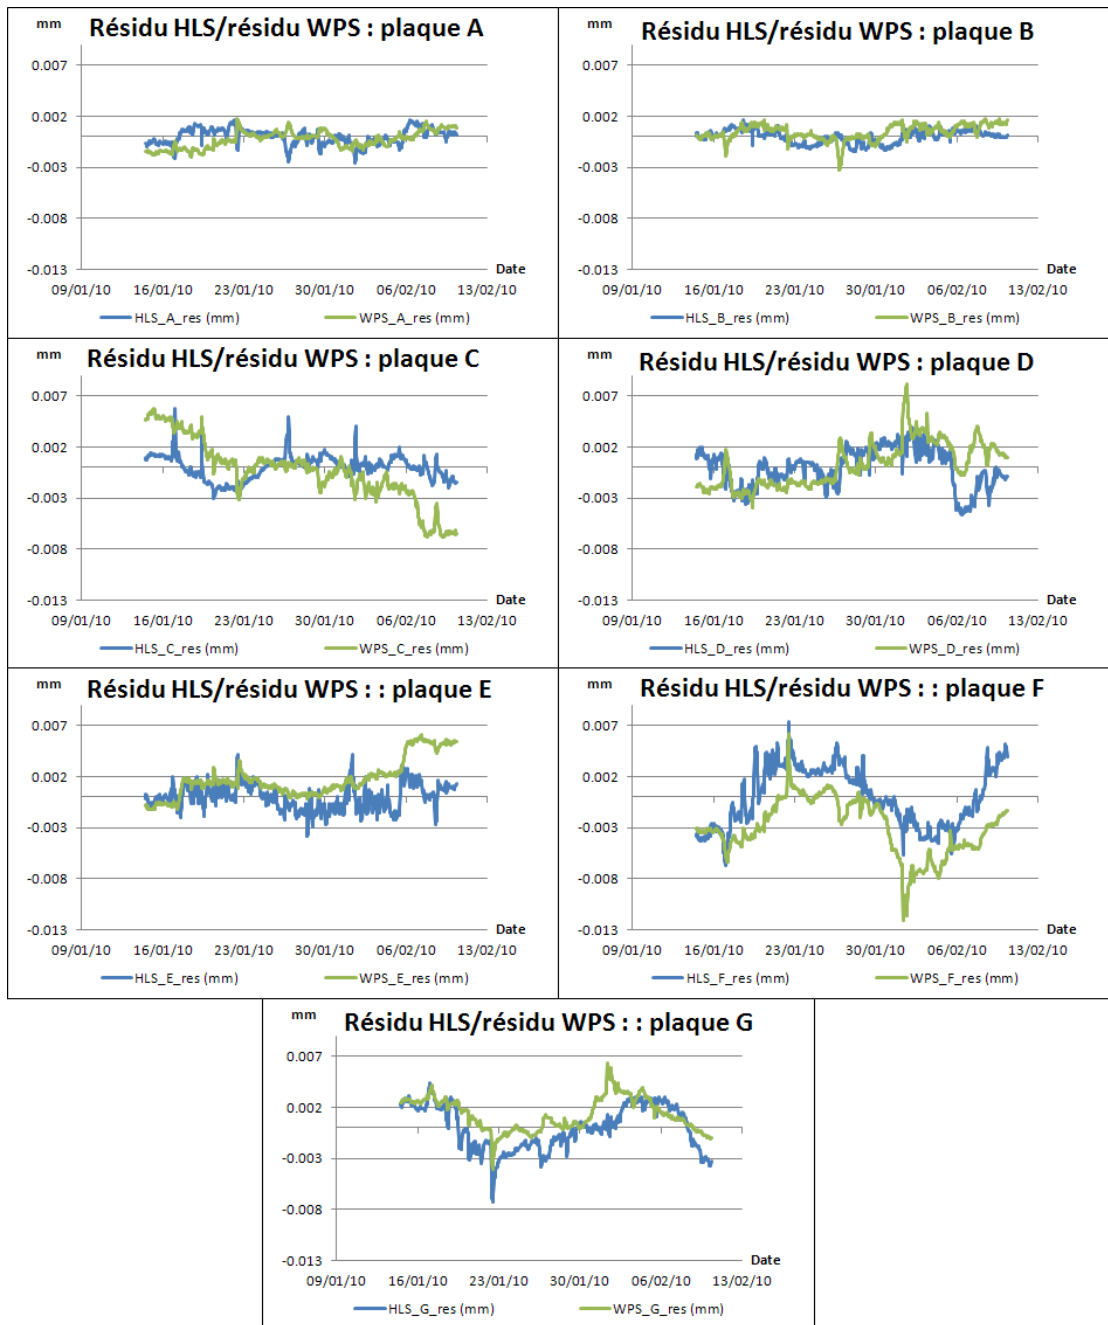 mm
Résidu HLS/résidu WPS : plaque A
0.007
0.002
-0.003
-0.008
-0.013
Date
09/01/10 16/01/10 23/01/10 30/01/10 06/02/10 13/02/10
HLS_A_res (mm) WPS_A_res (mm)
mm
Résidu HLS/résidu WPS : plaque B
0.007
0.002
-0.003
-0.008
-0.013
Date
09/01/10 16/01/10 23/01/10 30/01/10 06/02/10 13/02/10
HLS_B_res (mm) WPS_B_res (mm)
mm
Résidu HLS/résidu WPS : plaque C
0.007
0.002
-0.003
-0.008
-0.013
Date
09/01/10 16/01/10 23/01/10 30/01/10 06/02/10 13/02/10
HLS_C_res (mm) WPS_C_res (mm)
mm
Résidu HLS/résidu WPS : plaque D
0.007
0.002
-0.003
-0.008
-0.013
Date
09/01/10 16/01/10 23/01/10 30/01/10 06/02/10 13/02/10
HLS_D_res (mm) WPS_D_res (mm)
mm
Résidu HLS/résidu WPS : : plaque E
0.007
0.002
-0.003
-0.008
-0.013
Date
09/01/10 16/01/10 23/01/10 30/01/10 06/02/10 13/02/10
HLS_E_res (mm) WPS_E_res (mm)
mm
Résidu HLS/résidu WPS : : plaque F
0.007
0.002
-0.003
-0.008
-0.013
Date
09/01/10 16/01/10 23/01/10 30/01/10 06/02/10 13/02/10
HLS_F_res (mm) WPS_F_res (mm)
mm
Résidu HLS/résidu WPS : : plaque G
0.007
0.002
-0.003
-0.008
-0.013
Date
09/01/10 16/01/10 23/01/10 30/01/10 06/02/10 13/02/10
HLS_G_res (mm) WPS_G_res (mm)